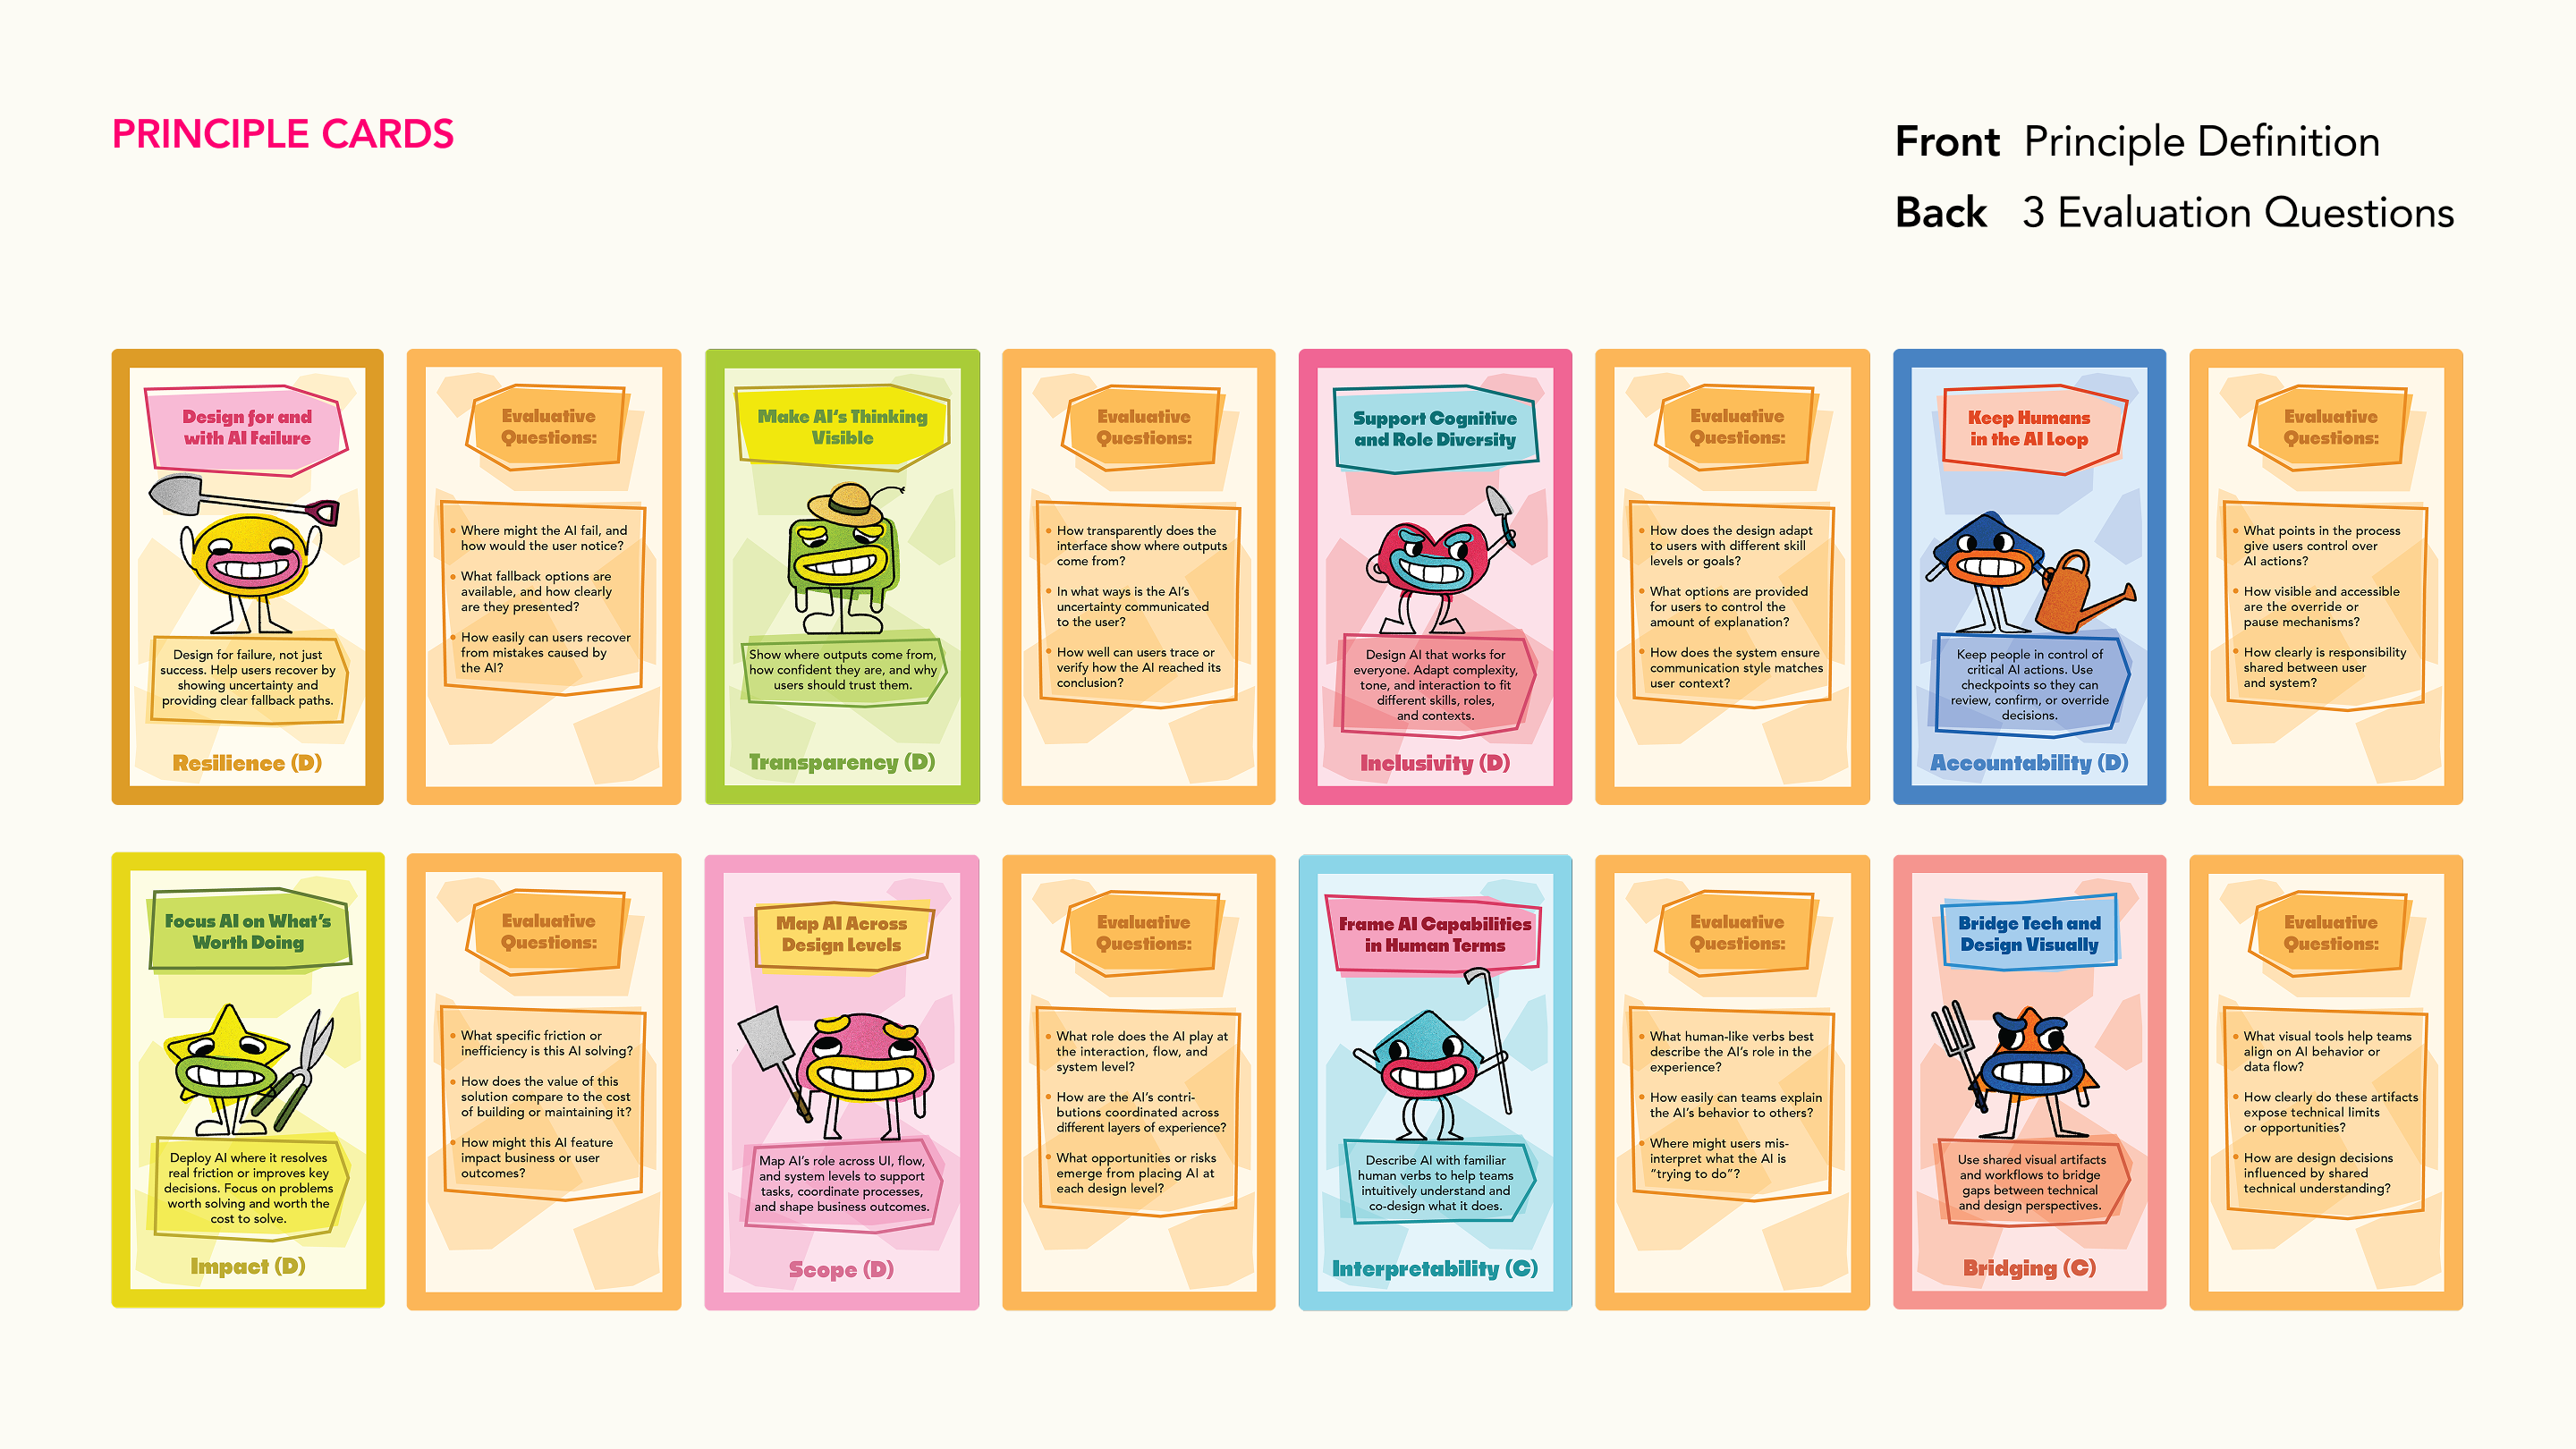 PRINCIPLE CARDS
Front Principle Definition
Back 3 Evaluation Questions
Design for and
with AI Failure
Design for failure, not just
success. Help users recover by
showing uncertainty and
providing clear fallback paths.
Resilience (D)
Evaluative
Questions:
• Where might the AI fail, and
how would the user notice?
• What fallback options are
available, and how clearly
are they presented?
• How easily can users recover
from mistakes caused by
the AI?
Make AI's Thinking
Visible
Show where outputs come from,
how confident they are, and why
users should trust them.
Transparency (D)
Evaluative
Questions:
• How transparently does the
interface show where outputs
come from?
• In what ways is the AI's
uncertainty communicated
to the user?
• How well can users trace or
verify how the AI reached its
conclusion?
Support Cognitive
and Role Diversity
Design AI that works for
everyone. Adapt complexity,
tone, and interaction to fit
different skills, roles,
and contexts.
Inclusivity (D)
Evaluative
Questions:
• How does the design adapt
to users with different skill
levels or goals?
• What options are provided
for users to control the
amount of explanation?
• How does the system ensure
communication style matches
user context?
Keep Humans
in the AI Loop
Keep people in control of
critical AI actions. Use
checkpoints so they can
review, confirm, or override
decisions.
Accountability (D)
Evaluative
Questions:
• What points in the process
give users control over
AI actions?
• How visible and accessible
are the override or
pause mechanisms?
• How clearly is responsibility
shared between user
and system?
Focus AI on What's
Worth Doing
Deploy AI where it resolves
real friction or improves key
decisions. Focus on problems
worth solving and worth the
cost to solve.
Impact (D)
Evaluative
Questions:
• What specific friction or
inefficiency is this AI solving?
• How does the value of this
solution compare to the cost
of building or maintaining it?
• How might this AI feature
impact business or user
outcomes?
Map AI Across
Design Levels
Map AI's role across UI, flow,
and system levels to support
tasks, coordinate processes,
and shape business outcomes.
Scope (D)
Evaluative
Questions:
• What role does the AI play at
the interaction, flow, and
system level?
• How are the AI's contri-
butions coordinated across
different layers of experience?
• What opportunities or risks
emerge from placing AI at
each design level?
Frame AI Capabilities
in Human Terms
Describe AI with familiar
human verbs to help teams
intuitively understand and
co-design what it does.
Interpretability (C)
Evaluative
Questions:
• What human-like verbs best
describe the AI's role in the
experience?
• How easily can teams explain
the AI's behavior to others?
• Where might users mis-
interpret what the AI is
"trying to do"?
Bridge Tech and
Design Visually
Use shared visual artifacts
and workflows to bridge
gaps between technical
and design perspectives.
Bridging (C)
Evaluative
Questions:
• What visual tools help teams
align on AI behavior or
data flow?
• How clearly do these artifacts
expose technical limits
or opportunities?
• How are design decisions
influenced by shared
technical understanding?